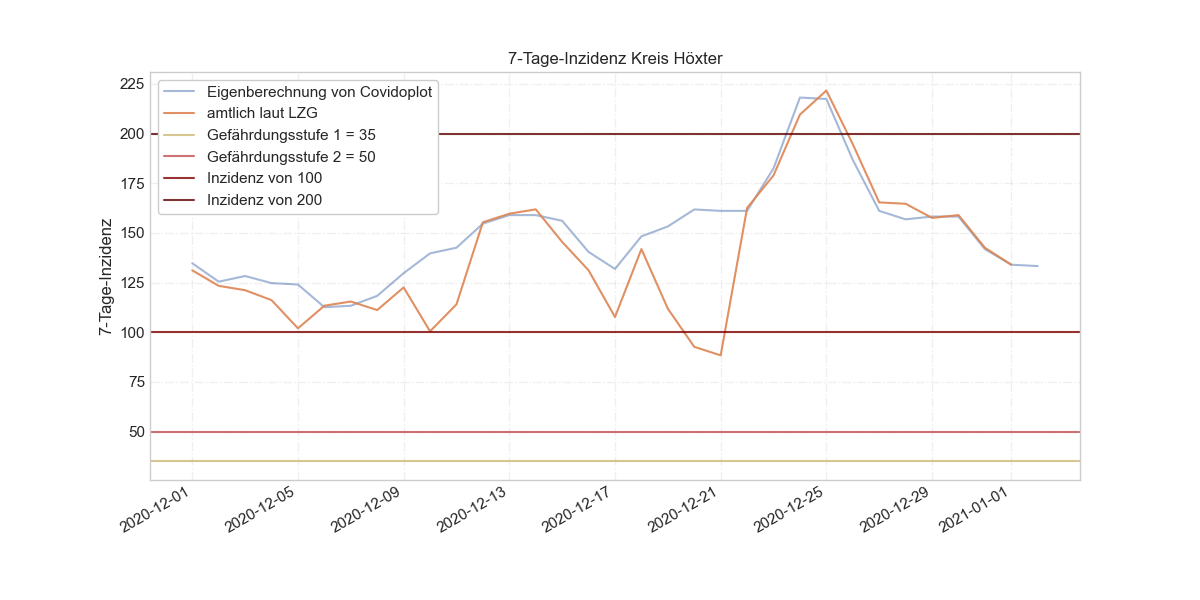 7-Tage-Inzidenz Kreis Höxter
Eigenberechnung von Covidoplot
amtlich laut LZG
Gefährdungsstufe 1 = 35
Gefährdungsstufe 2 = 50
Inzidenz von 100
Inzidenz von 200
7-Tage-Inzidenz
225
200
175
150
125
100
75
50
2020-12-01
2020-12-05
2020-12-09
2020-12-13
2020-12-17
2020-12-21
2020-12-25
2020-12-29
2021-01-01